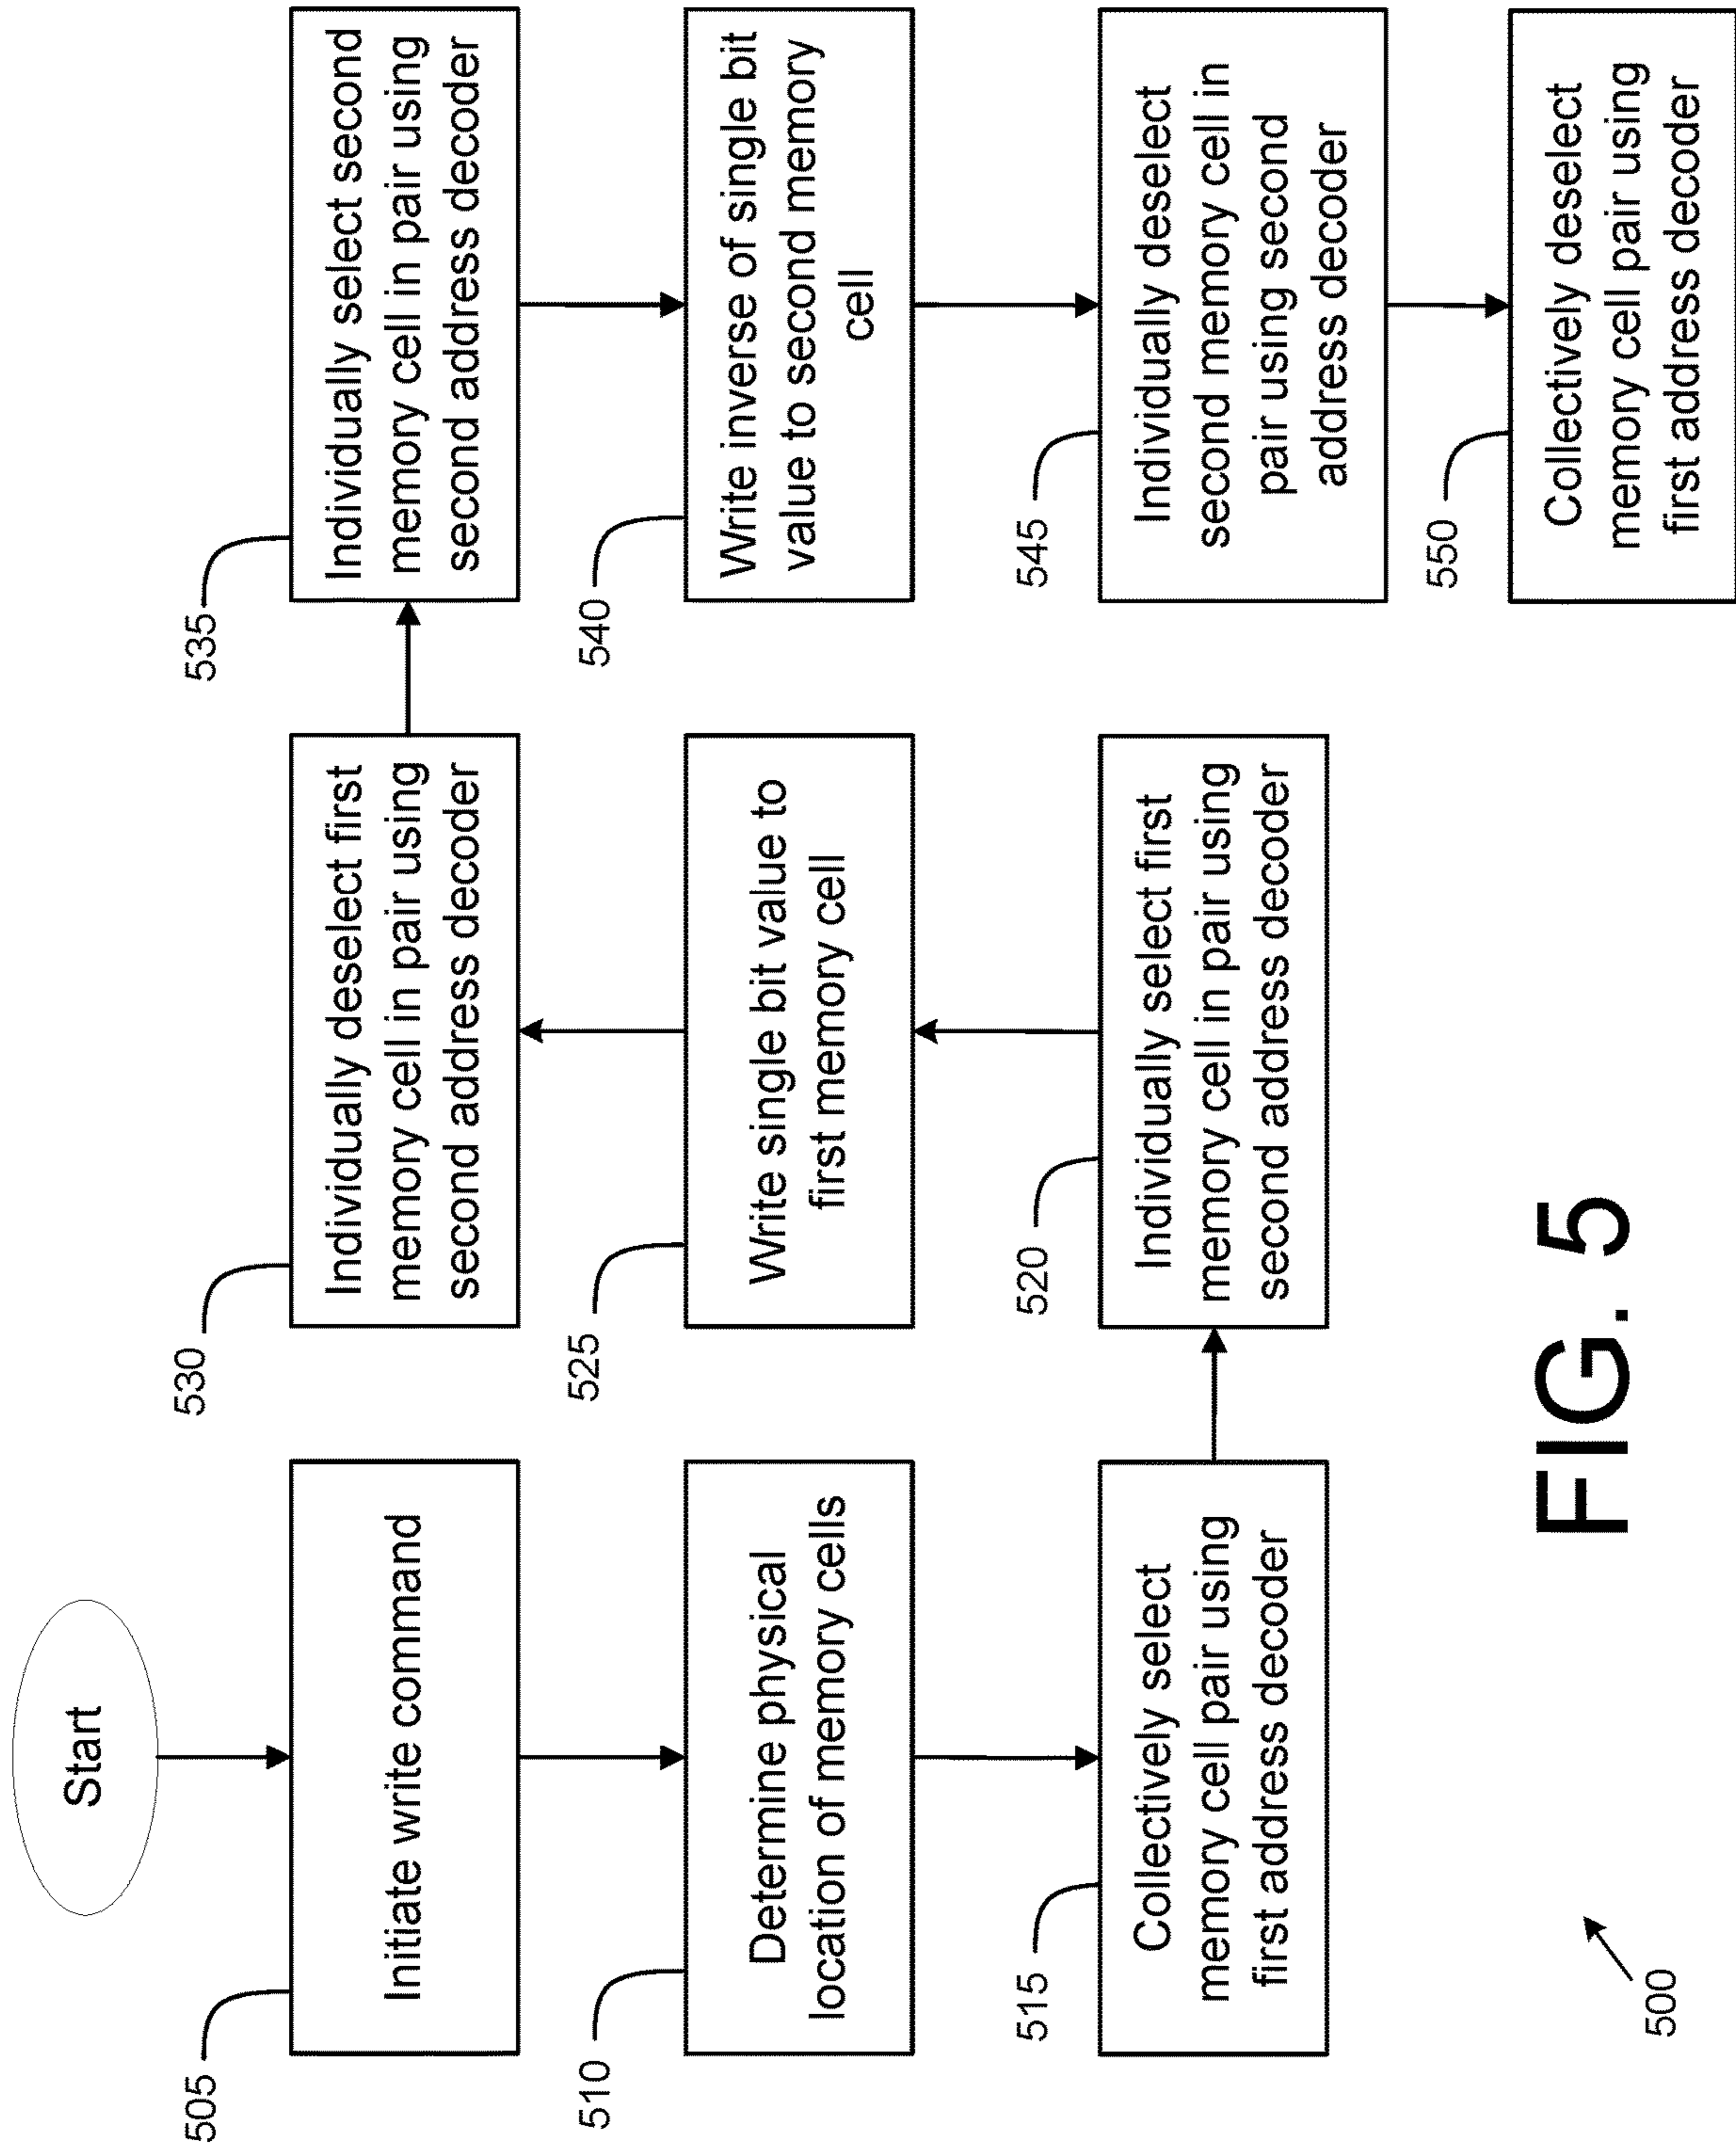 Start
505
Initiate write command
510
Determine physical
location of memory cells
515
Collectively select
memory cell pair using
first address decoder
520
Individually select first
memory cell in pair using
second address decoder
525
Write single bit value to
first memory cell
530
Individually deselect first
memory cell in pair using
second address decoder
535
Individually select second
memory cell in pair using
second address decoder
540
Write inverse of single bit
value to second memory
cell
545
Individually deselect
second memory cell in
pair using second
address decoder
550
Collectively deselect
memory cell pair using
first address decoder
500
FIG. 5